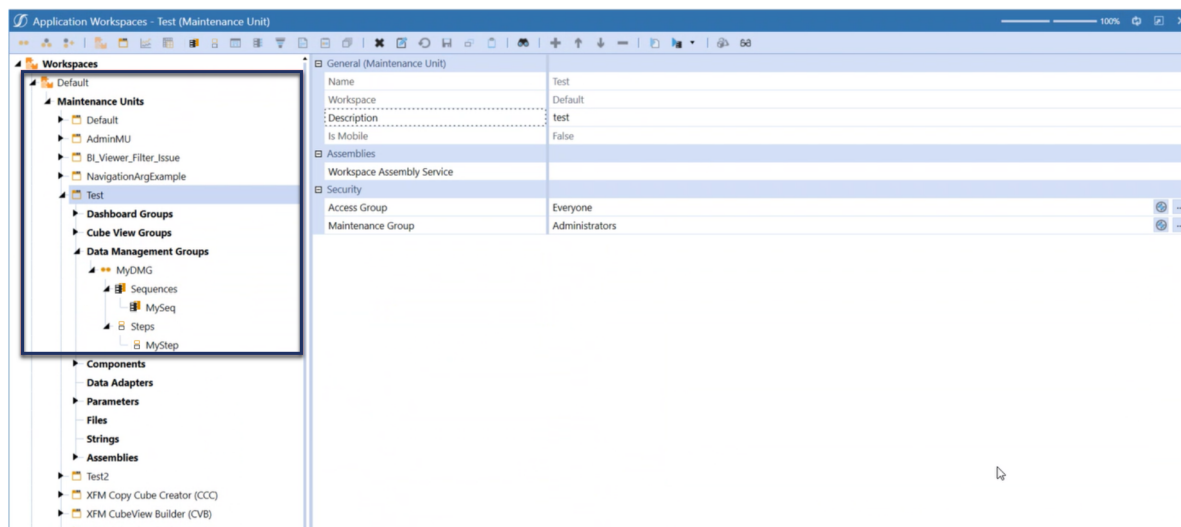 Application Workspaces - Test (Maintenance Unit)
100%
Workspaces
Default
Maintenance Units
Default
AdminMU
BI_Viewer_Filter_Issue
NavigationArgExample
Test
Dashboard Groups
Cube View Groups
Data Management Groups
MyDMG
Sequences
MySeq
Steps
MyStep
Components
Data Adapters
Parameters
Files
Strings
Assemblies
Test2
XFM Copy Cube Creator (CCC)
XFM CubeView Builder (CVB)
General (Maintenance Unit)
Name Test
Workspace Default
Description test
Is Mobile False
Assemblies
Workspace Assembly Service
Security
Access Group Everyone
Maintenance Group Administrators